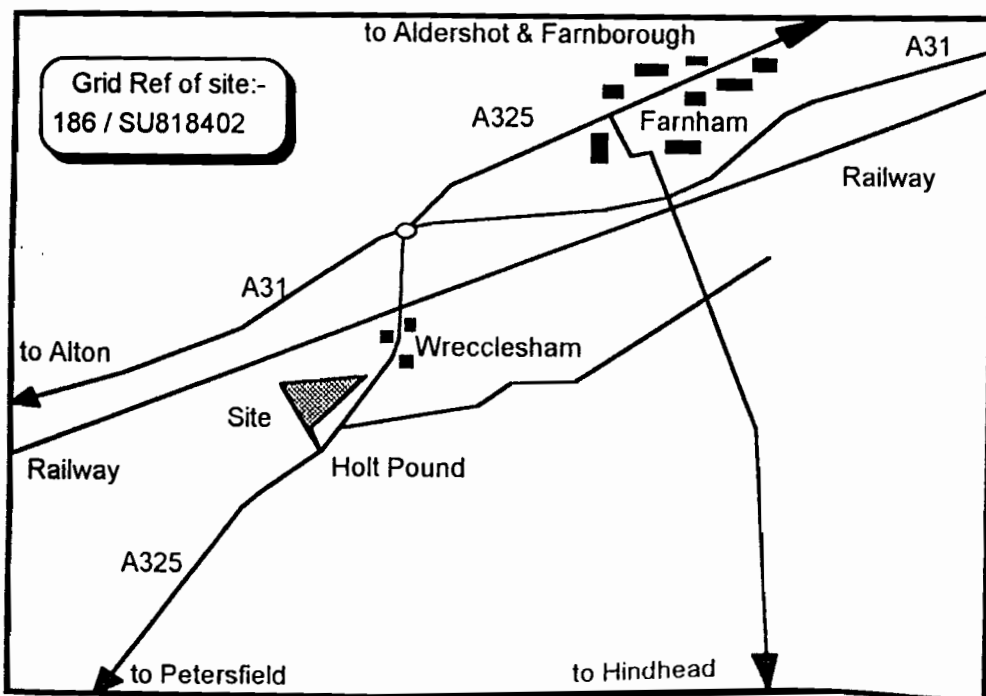 to Aldershot & Farnborough
A31
Grid Ref of site:-
186 / SU818402
A325
Farnham
Railway
A31
to Alton
Wrecclesham
Site
Railway
Holt Pound
A325
to Petersfield
to Hindhead